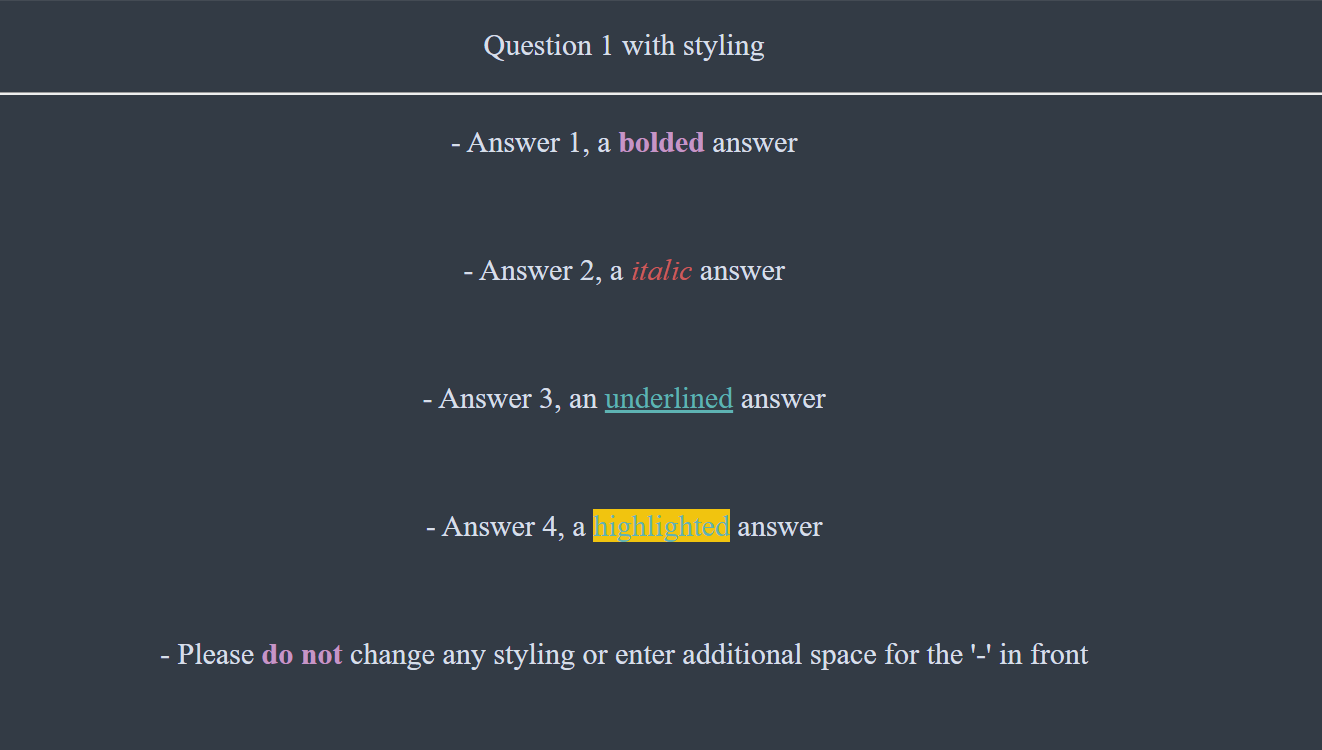 Question 1 with styling
- Answer 1, a bolded answer
- Answer 2, a italic answer
- Answer 3, an underlined answer
- Answer 4, a highlighted answer
- Please do not change any styling or enter additional space for the '-' in front